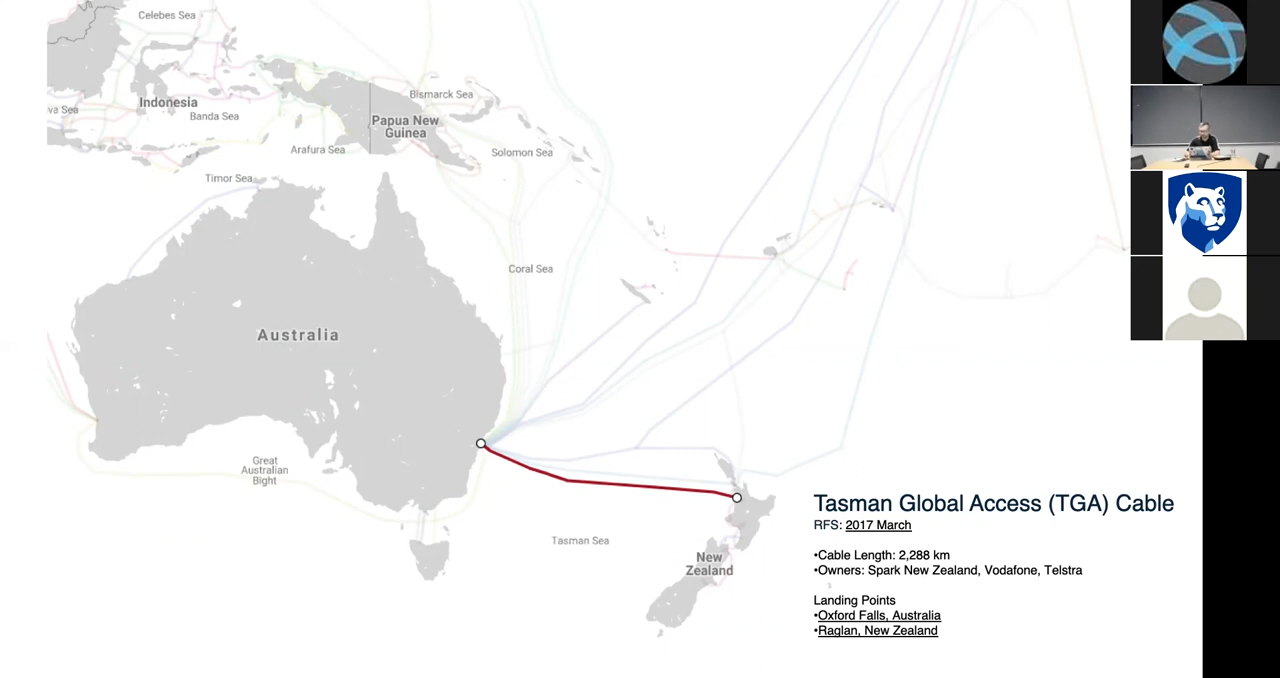 Celebes Sea
va Sea
Indonesia
Banda Sea
Bismarck Sea
Papua New
Guinea
Arafura Sea
Solomon Sea
Timor Sea
Coral Sea
Australia
Great
Australian
Bight
Tasman Sea
New
Zealand
Tasman Global Access (TGA) Cable
RFS: 2017 March
•Cable Length: 2,288 km
•Owners: Spark New Zealand, Vodafone, Telstra
Landing Points
•Oxford Falls, Australia
•Raglan, New Zealand